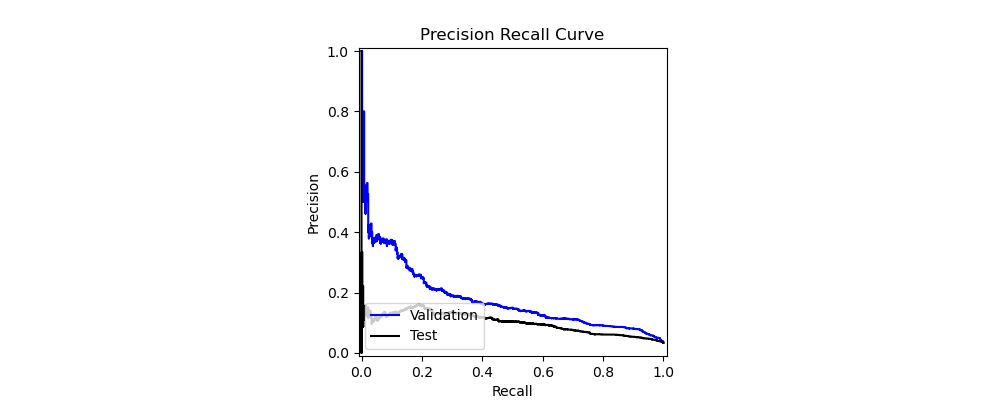 Precision Recall Curve
1.0
0.8
0.6
0.4
0.2
0.0
Precision
Validation
Test
0.0 0.2 0.4 0.6 0.8 1.0
Recall